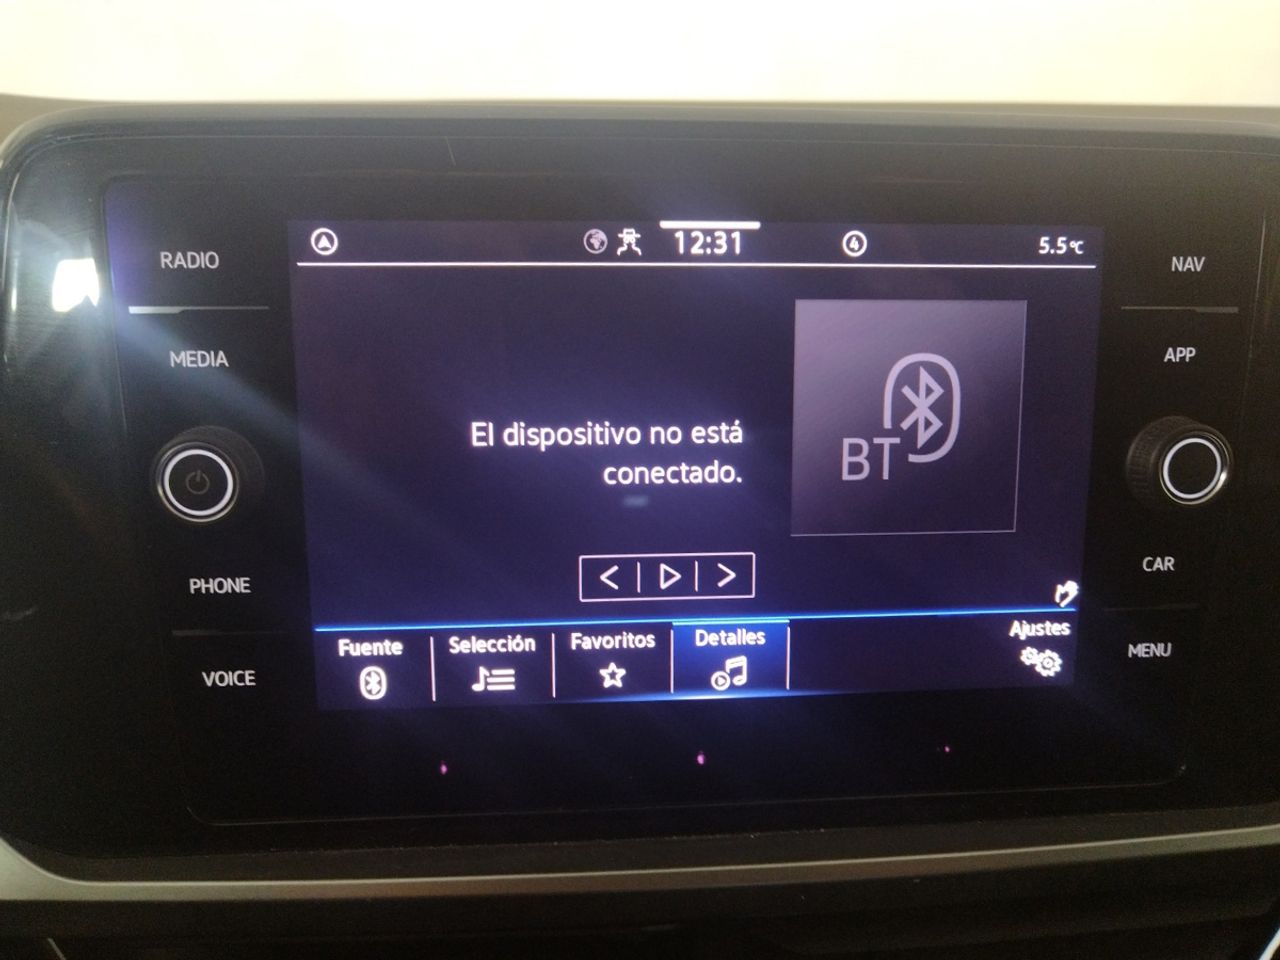 12:31
4
5.5°C
RADIO
NAV
MEDIA
APP
El dispositivo no está
conectado.
BT
PHONE
CAR
VOICE
MENU
Fuente
Selección
Favoritos
Detalles
Ajustes